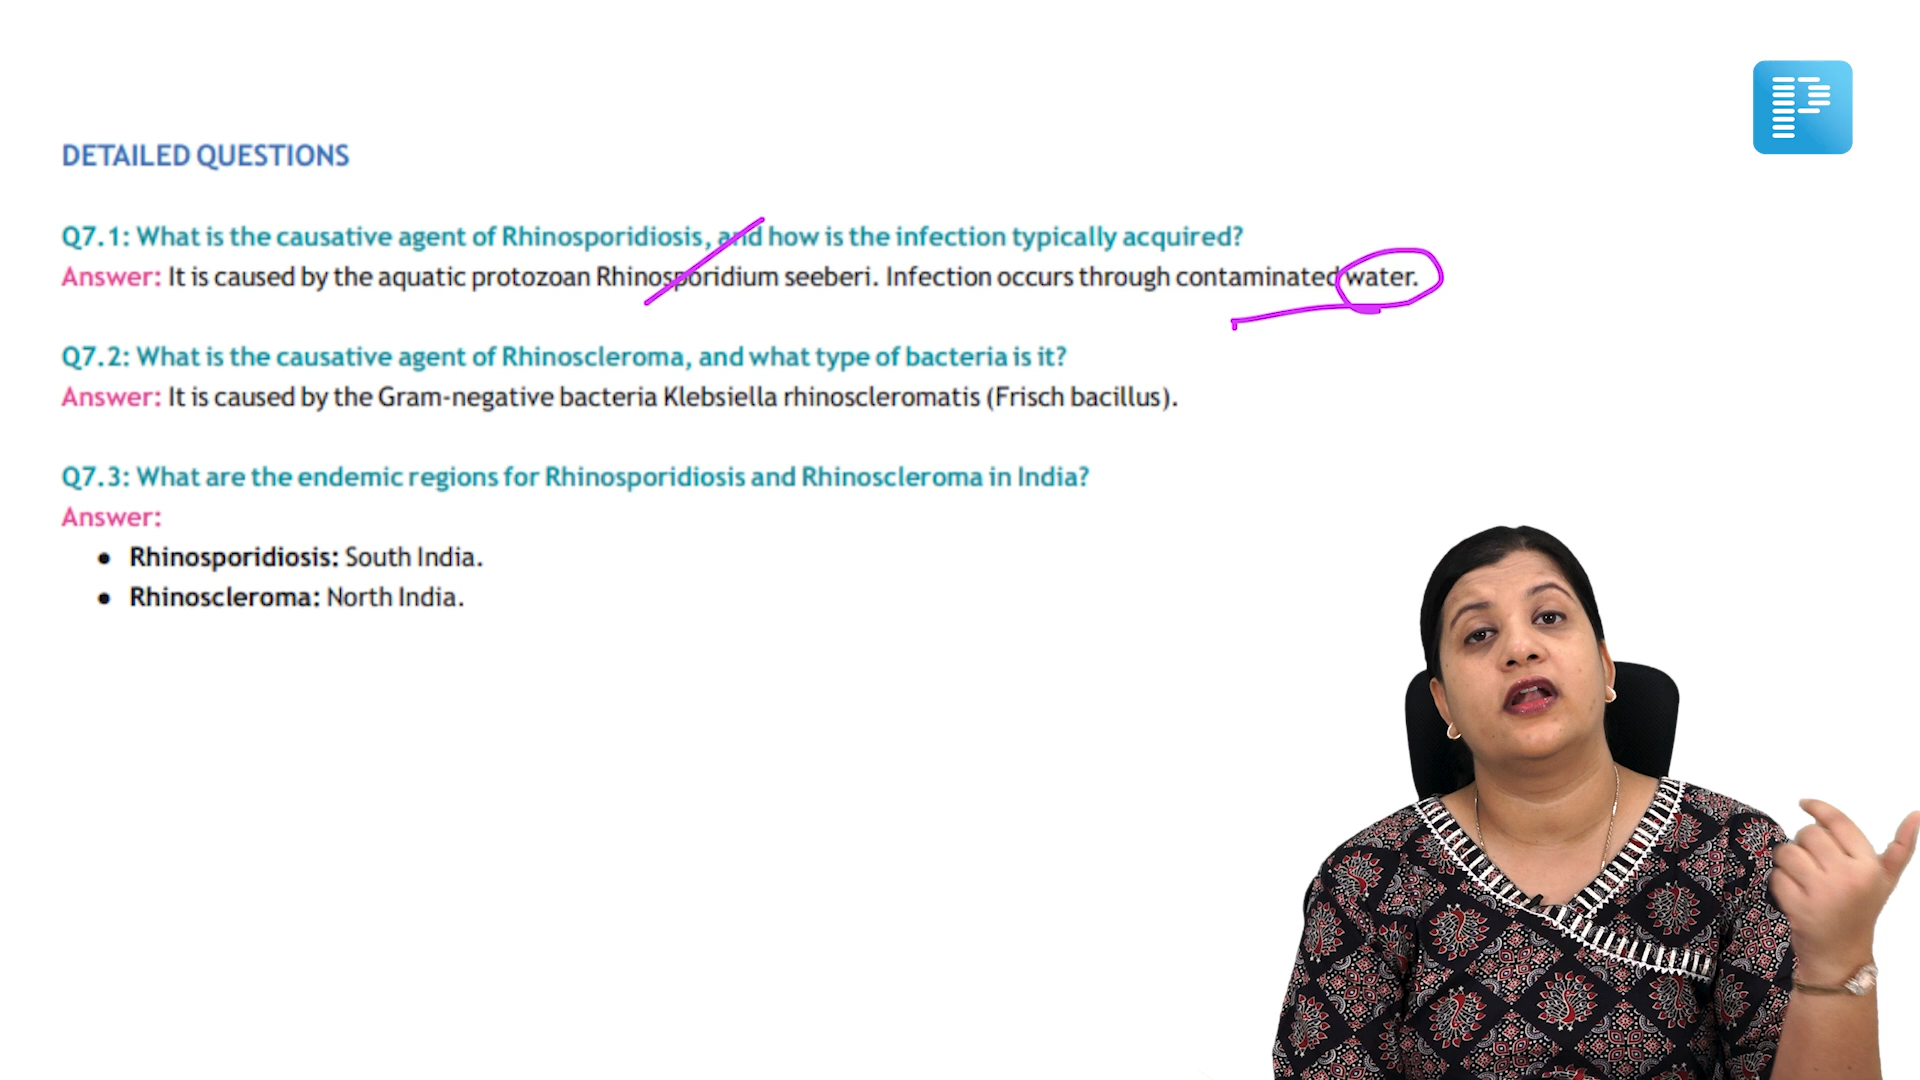 DETAILED QUESTIONS
Q7.1: What is the causative agent of Rhinosporidiosis, and how is the infection typically acquired?
Answer: It is caused by the aquatic protozoan Rhinosporidium seeberi. Infection occurs through contaminated water.
Q7.2: What is the causative agent of Rhinoscleroma, and what type of bacteria is it?
Answer: It is caused by the Gram-negative bacteria Klebsiella rhinoscleromatis (Frisch bacillus).
Q7.3: What are the endemic regions for Rhinosporidiosis and Rhinoscleroma in India?
Answer:
● Rhinosporidiosis: South India.
● Rhinoscleroma: North India.